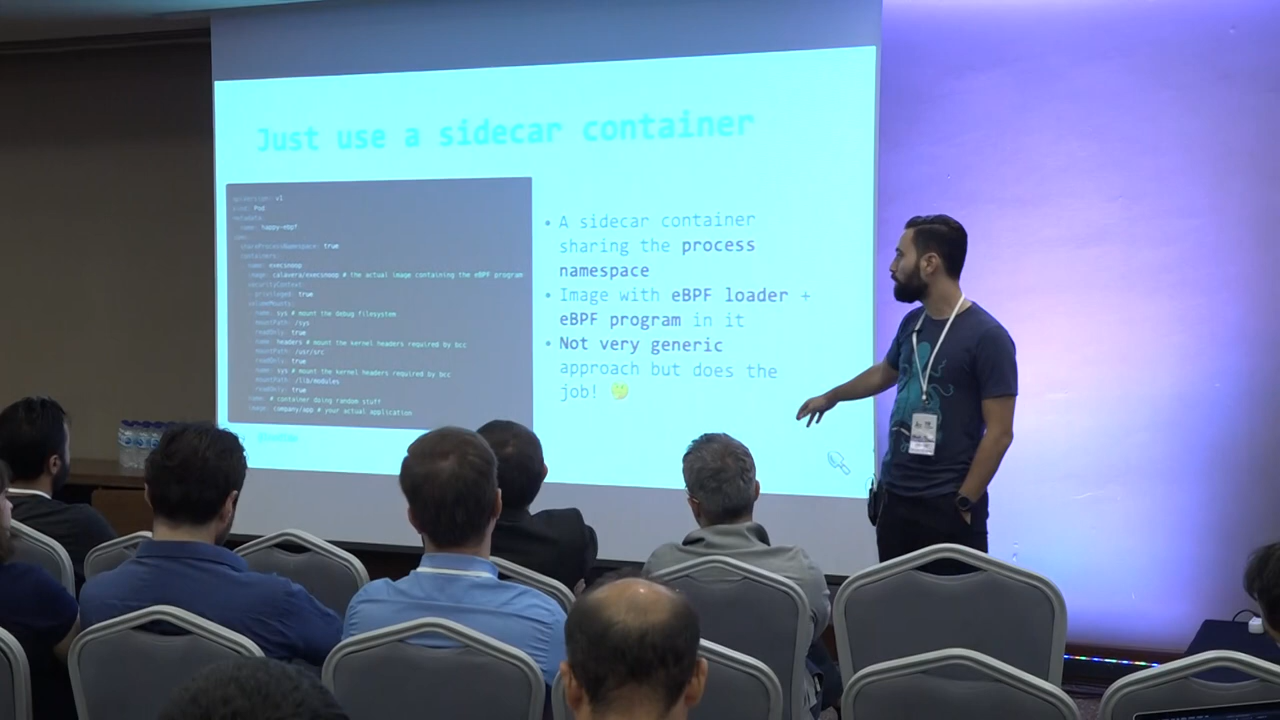 Just use a sidecar container
apiVersion: v1
kind: Pod
metadata:
name: happy-ebpf
spec:
shareProcessNamespace: true
containers:
- name: execsnoop
image: calavera/execsnoop # the actual image containing the eBPF program
securityContext:
- privileged: true
volumeMounts:
- name: sys # mount the debug filesystem
mountPath: /sys
readOnly: true
- name: headers # mount the kernel headers required by bcc
mountPath: /usr/src
readOnly: true
- name: sys # mount the kernel headers required by bcc
mountPath: /lib/modules
readOnly: true
- name: # container doing random stuff
image: company/app # your actual application
• A sidecar container
sharing the process
namespace
• Image with eBPF loader +
eBPF program in it
• Not very generic
approach but does the
job! 🤔